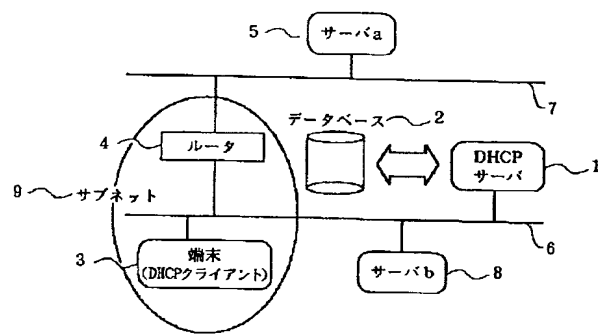 5
サーバa
7
データベース
2
4
ルータ
DHCP
サーバ
1
9
サブネット
6
3
端末
(DHCPクライアント)
サーバb
8